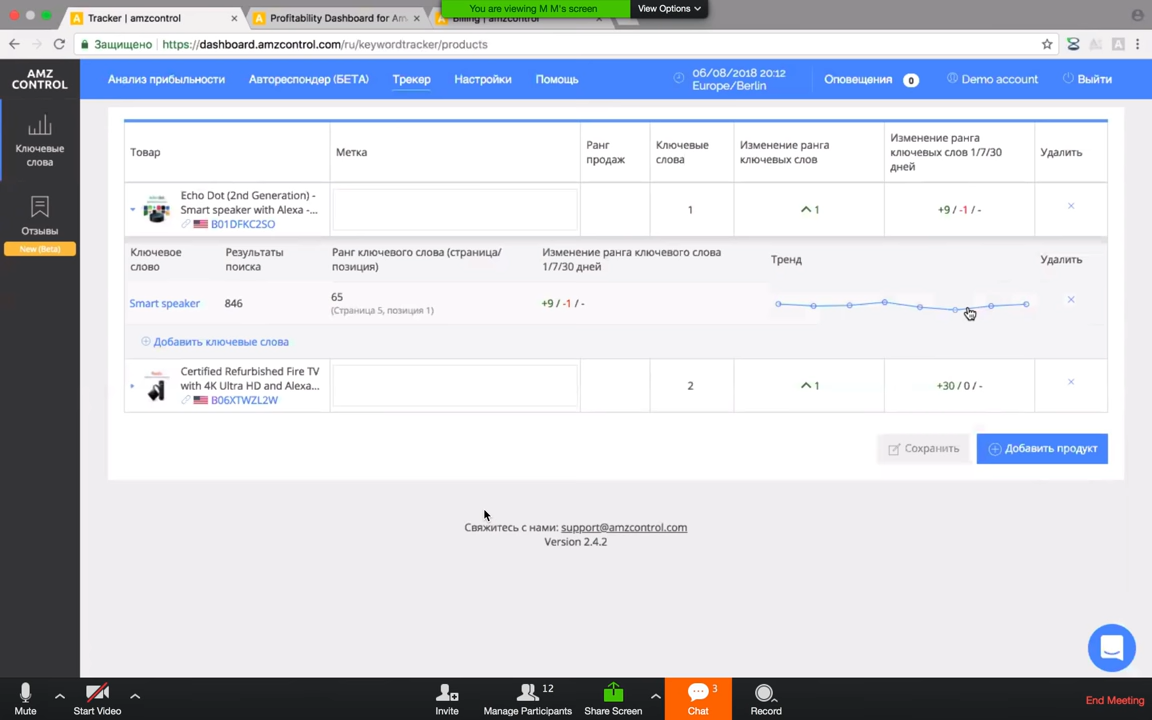 You are viewing M M's screen
View Options
Tracker | amzcontrol
Profitability Dashboard for Am
Billing | amzcontrol
Защищено
https://dashboard.amzcontrol.com/ru/keywordtracker/products
AMZ
CONTROL
Анализ прибыльности
Автореспондер (БЕТА)
Трекер
Настройки
Помощь
06/08/2018 20:12
Europe/Berlin
Оповещения
0
Demo account
Выйти
Ключевые
слова
Отзывы
New (Beta)
Товар
Метка
Ранг
продаж
Ключевые
слова
Изменение ранга
ключевых слов
Изменение ранга
ключевых слов 1/7/30
дней
Удалить
Echo Dot (2nd Generation) -
Smart speaker with Alexa -...
B01DFKC2SO
1
1
+9 / -1 / -
Ключевое
слово
Результаты
поиска
Ранг ключевого слова (страница/
позиция)
Изменение ранга ключевого слова
1/7/30 дней
Тренд
Удалить
Smart speaker
846
65
(Страница 5, позиция 1)
+9 / -1 / -
Добавить ключевые слова
Certified Refurbished Fire TV
with 4K Ultra HD and Alexa...
B06XTWZL2W
2
1
+30 / 0 / -
Сохранить
Добавить продукт
Свяжитесь с нами: support@amzcontrol.com
Version 2.4.2
Mute
Start Video
Invite
12
Manage Participants
Share Screen
3
Chat
Record
End Meeting